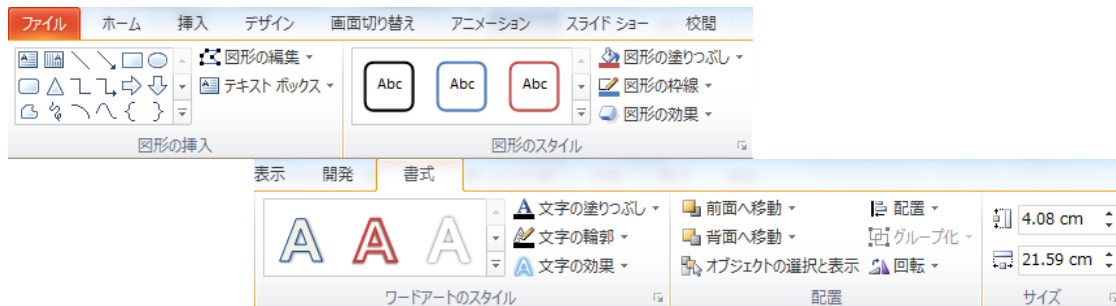 ファイル ホーム 挿入 デザイン 画面切り替え アニメーション スライド ショー 校閲
図形の編集
テキスト ボックス
図形の挿入
Abc Abc Abc
図形の塗りつぶし
図形の枠線
図形の効果
図形のスタイル
表示 開発 書式
A A A
文字の塗りつぶし
文字の輪郭
文字の効果
ワードアートのスタイル
前面へ移動
背面へ移動
オブジェクトの選択と表示
配置
グループ化
回転
配置
4.08 cm
21.59 cm
サイズ